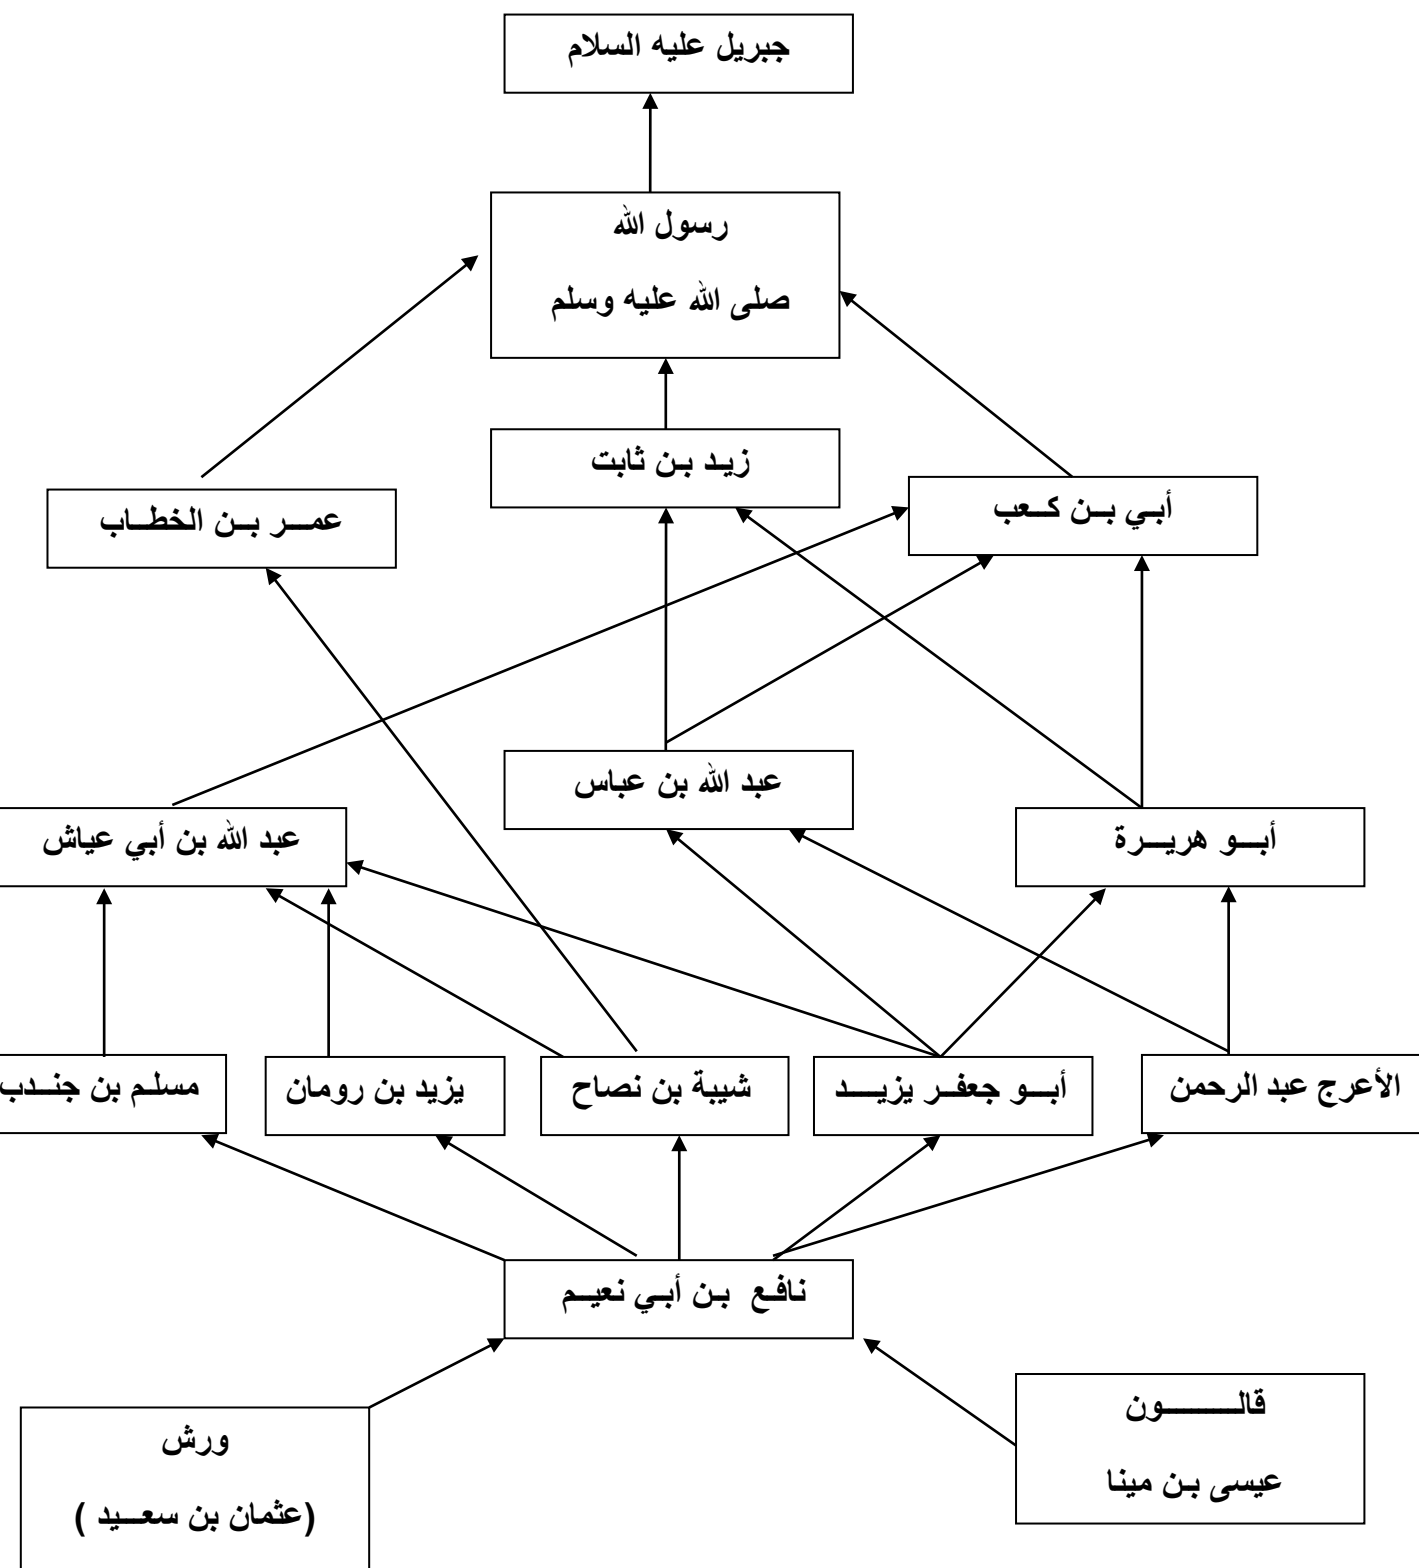 جبريل عليه السلام
رسول الله
صلى الله عليه وسلم
زيد بن ثابت
أبي بن كعب
عمر بن الخطاب
عبد الله بن عباس
أبو هريرة
عبد الله بن أبي عياش
الأعرج عبد الرحمن
أبو جعفر يزيد
شيبة بن نصاح
يزيد بن رومان
مسلم بن جندب
نافع بن أبي نعيم
قالون
عيسى بن مينا
ورش
(عثمان بن سعيد )